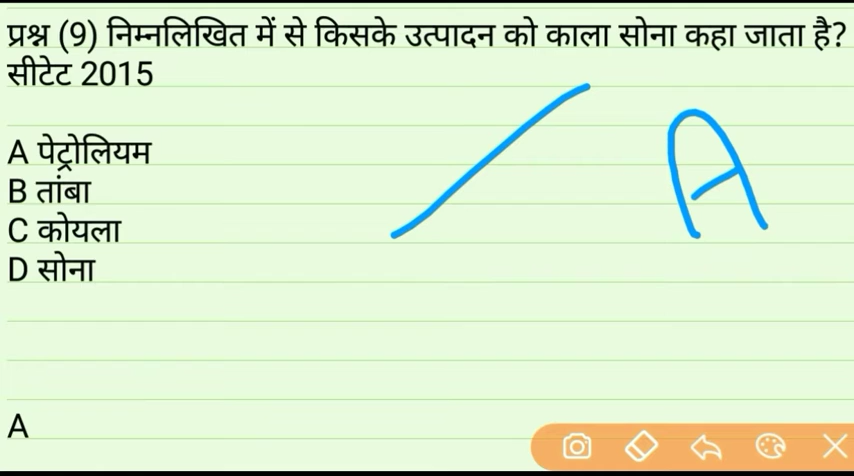 प्रश्न (9) निम्नलिखित में से किसके उत्पादन को काला सोना कहा जाता है?
सीटेट 2015
A पेट्रोलियम
B तांबा
C कोयला
D सोना
A
A